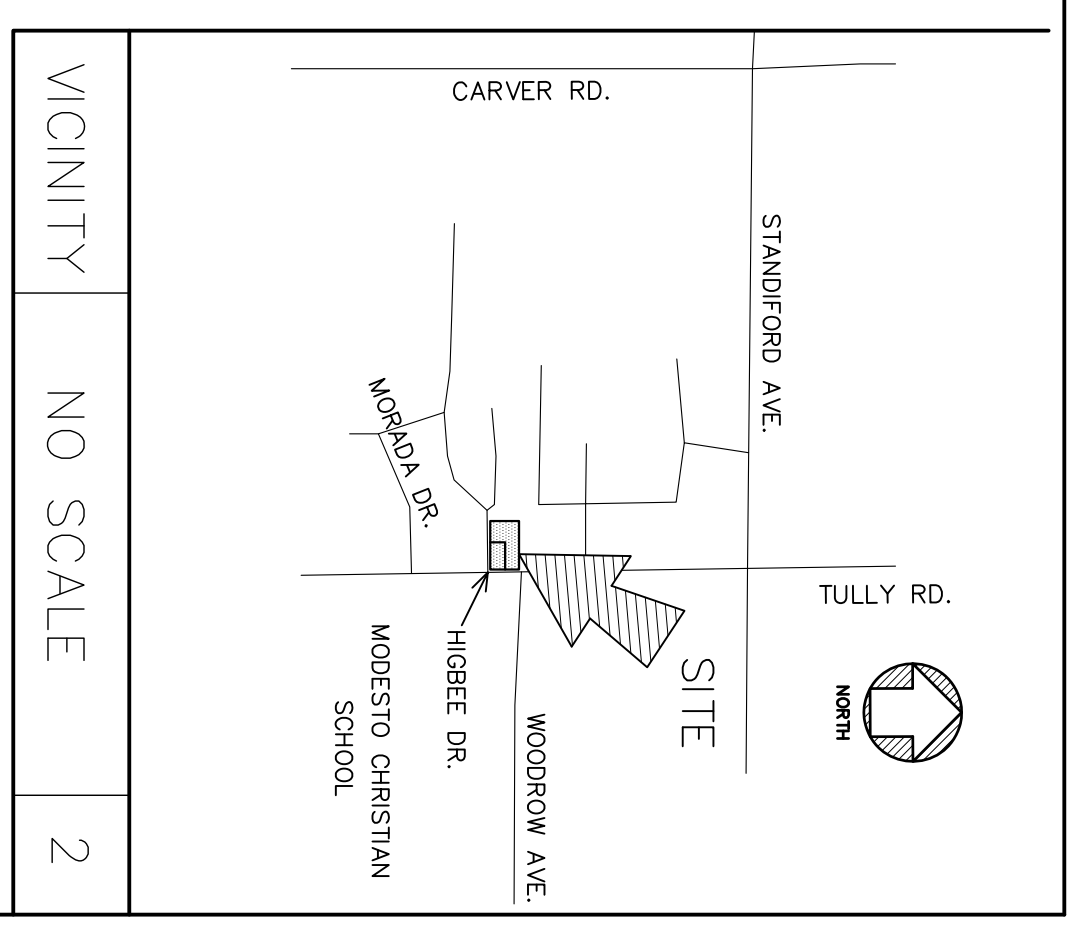 CARVER RD.
STANDIFORD AVE.
MORADA DR.
TULLY RD.
HIGBEE DR.
MODESTO CHRISTIAN
SCHOOL
WOODROW AVE.
SITE
NORTH
VICINITY
NO SCALE
2